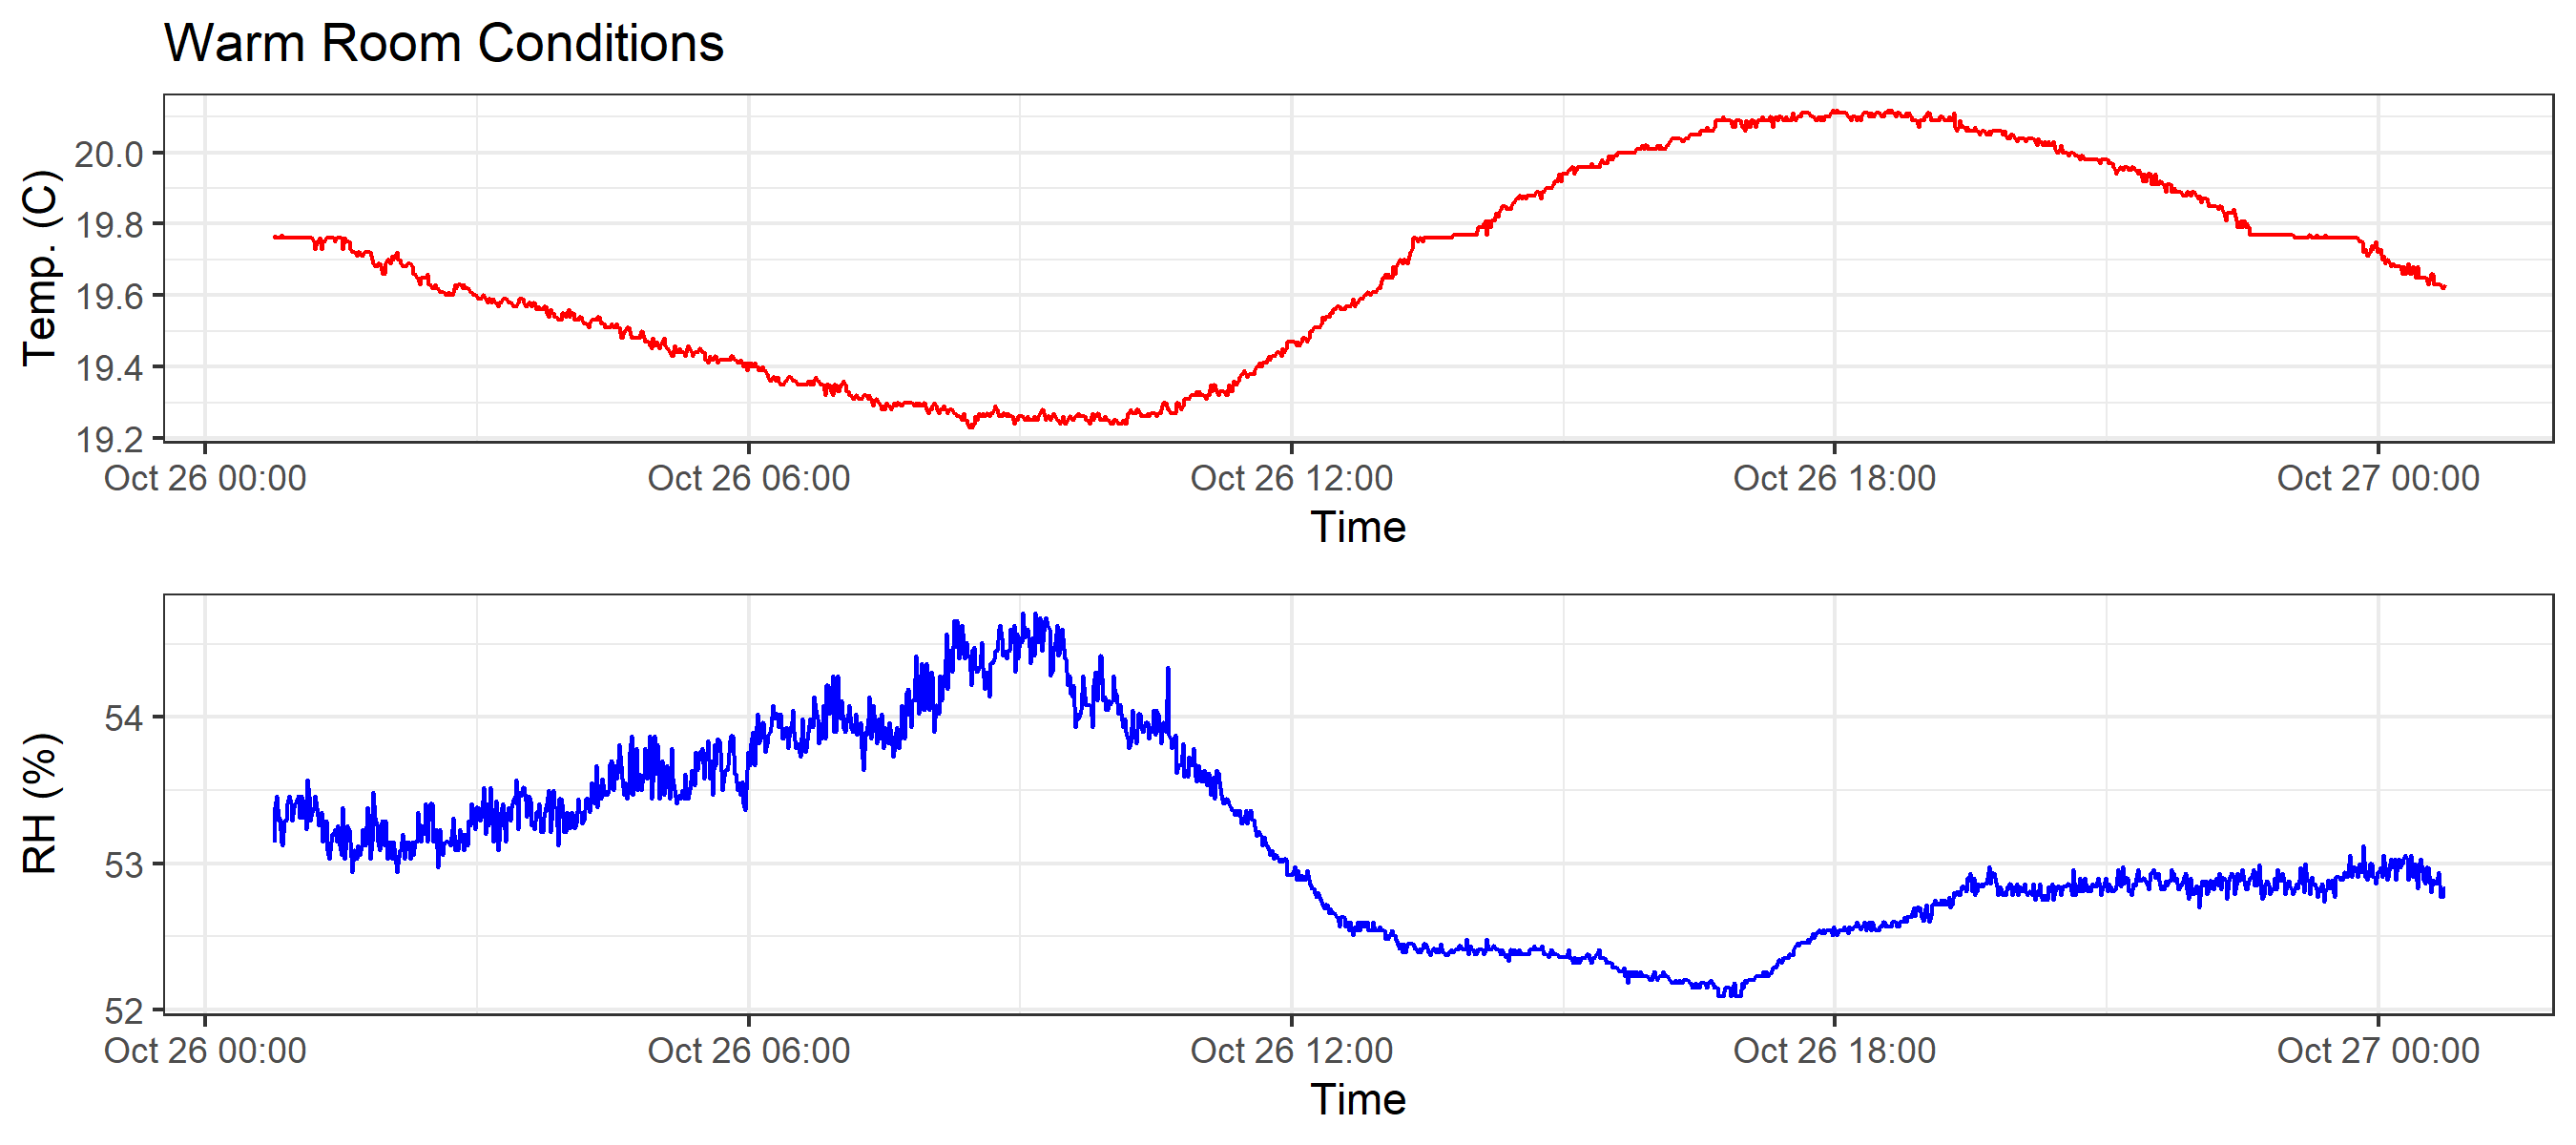 Warm Room Conditions
Temp. (C)
20.0
19.8
19.6
19.4
19.2
Oct 26 00:00 Oct 26 06:00 Oct 26 12:00 Oct 26 18:00 Oct 27 00:00
Time
RH (%)
54
53
52
Oct 26 00:00 Oct 26 06:00 Oct 26 12:00 Oct 26 18:00 Oct 27 00:00
Time